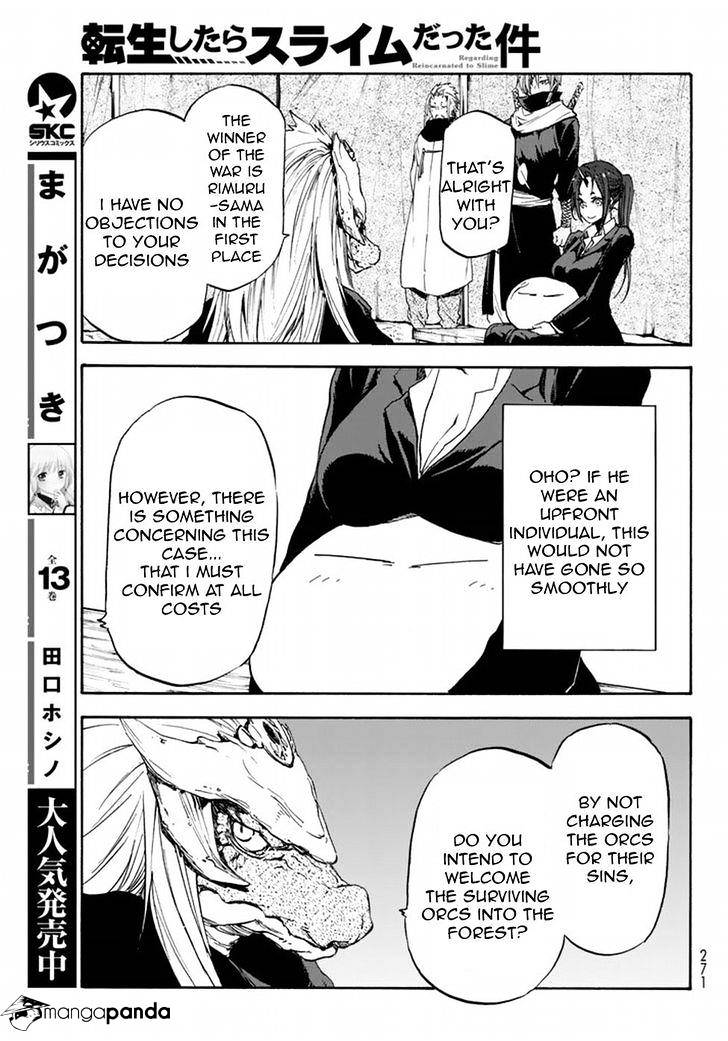 転生したらスライムだった件
Regarding
Reincarnated to Slime
THAT'S
ALRIGHT
WITH
YOU?
THE
WINNER
OF THE
WAR IS
RIMURU
-SAMA
IN THE
FIRST
PLACE
I HAVE NO
OBJECTIONS
TO YOUR
DECISIONS
OHO? IF HE
WERE AN
UPFRONT
INDIVIDUAL, THIS
WOULD NOT
HAVE GONE SO
SMOOTHLY
HOWEVER, THERE
IS SOMETHING
CONCERNING THIS
CASE...
THAT I MUST
CONFIRM AT ALL
COSTS
BY NOT
CHARGING
THE ORCS
FOR THEIR
SINS,
DO YOU
INTEND TO
WELCOME
THE SURVIVING
ORCS INTO THE
FOREST?
SKC
シリウスコミックス
まがつき
全
13
巻
田口ホシノ
大人気発売中
271
mangapanda